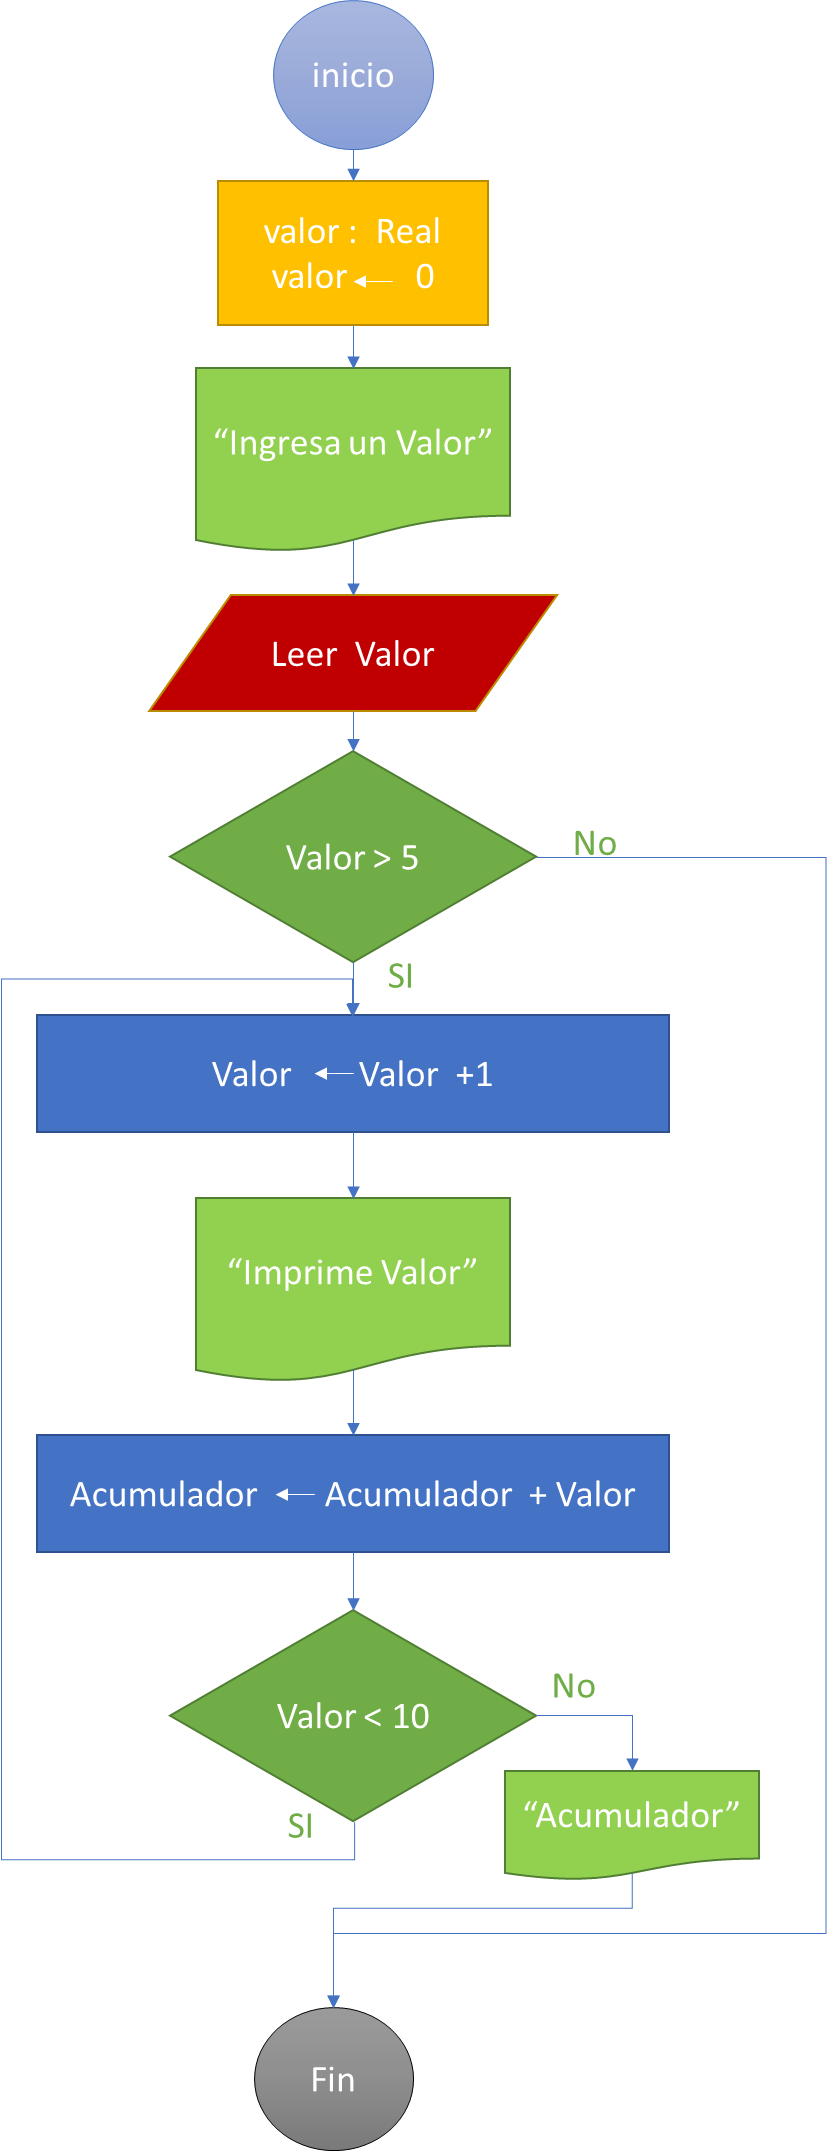 inicio
valor : Real
valor ← 0
“Ingresa un Valor”
Leer Valor
Valor > 5
No
SI
Valor ← Valor +1
“Imprime Valor”
Acumulador ← Acumulador + Valor
Valor < 10
No
SI
“Acumulador”
Fin